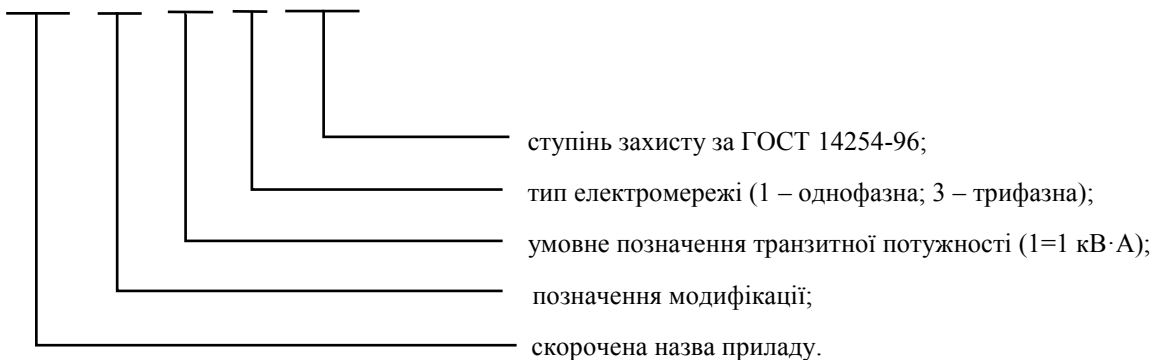 ступінь захисту за ГОСТ 14254-96;
тип електромережі (1 – однофазна; 3 – трифазна);
умовне позначення транзитної потужності (1=1 кВ·А);
позначення модифікації;
скорочена назва приладу.